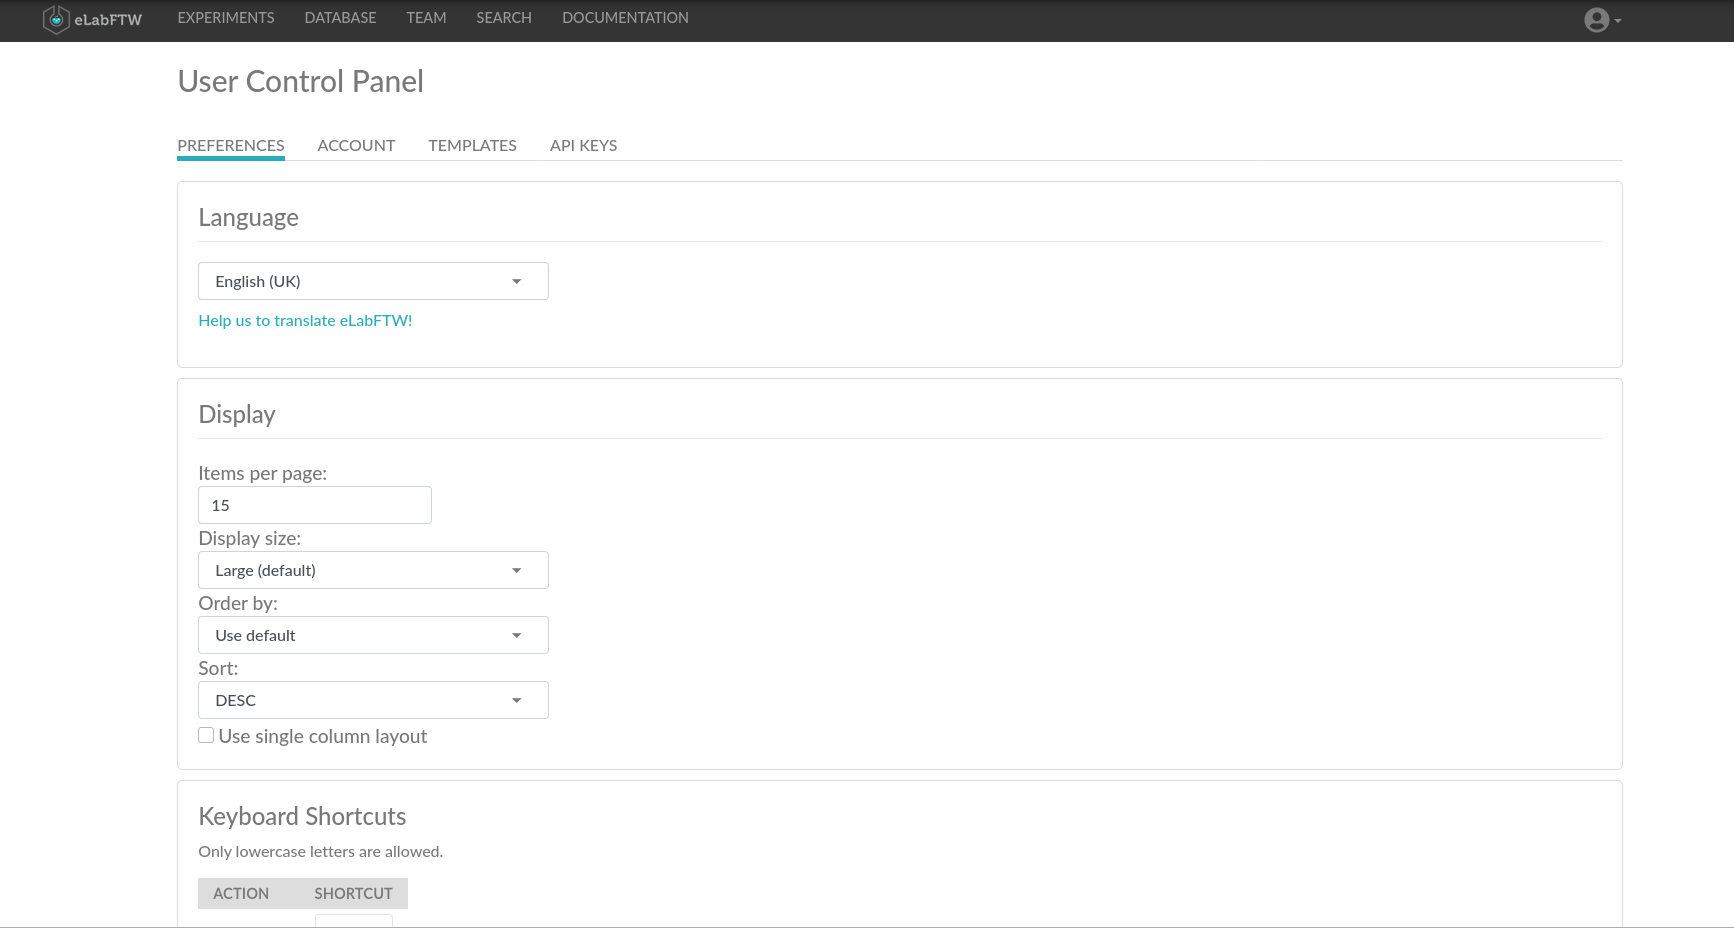 eLabFTW EXPERIMENTS DATABASE TEAM SEARCH DOCUMENTATION
User Control Panel
PREFERENCES ACCOUNT TEMPLATES API KEYS
Language
English (UK)
Help us to translate eLabFTW!
Display
Items per page:
15
Display size:
Large (default)
Order by:
Use default
Sort:
DESC
Use single column layout
Keyboard Shortcuts
Only lowercase letters are allowed.
ACTION SHORTCUT